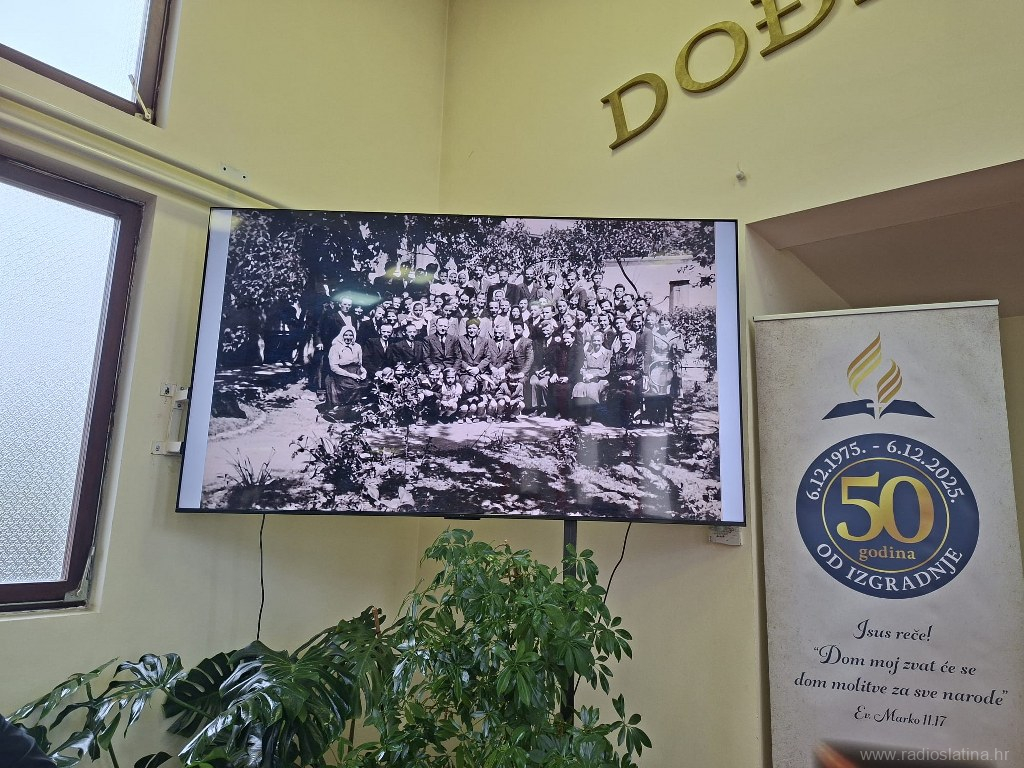 DOĐ
6.12.1975. - 6.12.2025.
50
godina
OD IZGRADNJE
Isus reče!
“Dom moj zvat će se
dom molitve za sve narode”
Ev. Marko 11.17
www.radioslatina.hr